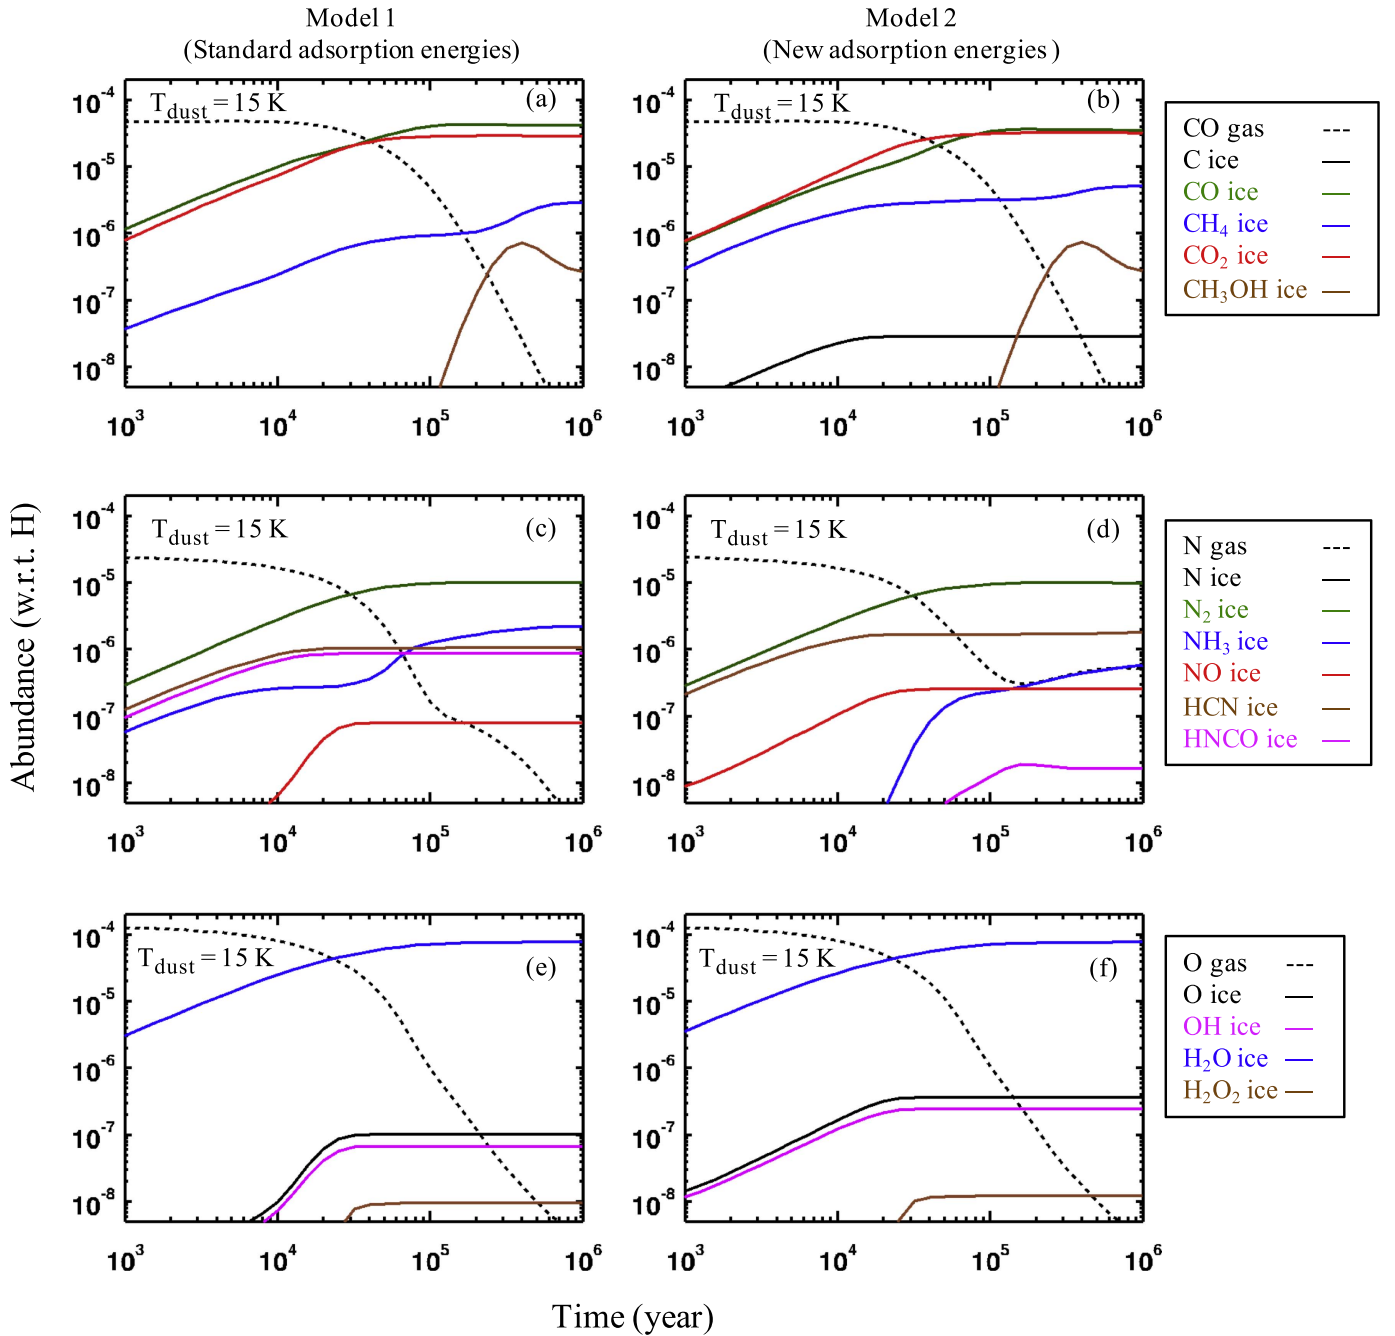 Model 1
(Standard adsorption energies)
Model 2
(New adsorption energies )
T_dust = 15 K
(a)
10^-4
10^-5
10^-6
10^-7
10^-8
10^3 10^4 10^5 10^6
T_dust = 15 K
(b)
10^-4
10^-5
10^-6
10^-7
10^-8
10^3 10^4 10^5 10^6
CO gas
C ice
CO ice
CH4 ice
CO2 ice
CH3OH ice
Abundance (w.r.t. H)
T_dust = 15 K
(c)
10^-4
10^-5
10^-6
10^-7
10^-8
10^3 10^4 10^5 10^6
T_dust = 15 K
(d)
10^-4
10^-5
10^-6
10^-7
10^-8
10^3 10^4 10^5 10^6
N gas
N ice
N2 ice
NH3 ice
NO ice
HCN ice
HNCO ice
T_dust = 15 K
(e)
10^-4
10^-5
10^-6
10^-7
10^-8
10^3 10^4 10^5 10^6
T_dust = 15 K
(f)
10^-4
10^-5
10^-6
10^-7
10^-8
10^3 10^4 10^5 10^6
O gas
O ice
OH ice
H2O ice
H2O2 ice
Time (year)